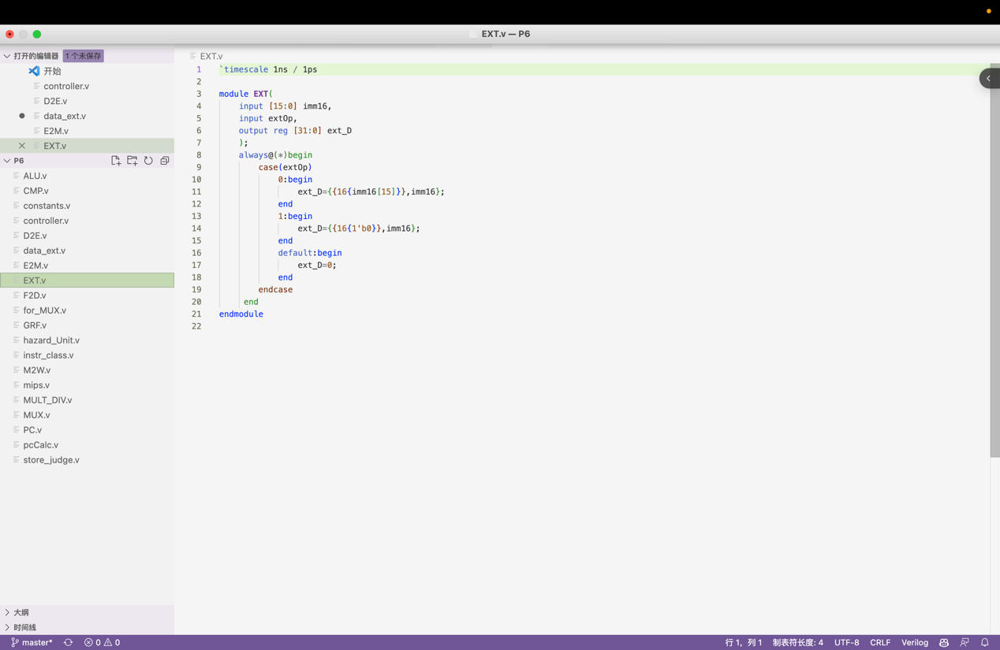 EXT.v — P6
打开的编辑器 1 个未保存
开始
controller.v
D2E.v
data_ext.v
E2M.v
EXT.v
P6
ALU.v
CMP.v
constants.v
controller.v
D2E.v
data_ext.v
E2M.v
EXT.v
F2D.v
for_MUX.v
GRF.v
hazard_Unit.v
instr_class.v
M2W.v
mips.v
MULT_DIV.v
MUX.v
PC.v
pcCalc.v
store_judge.v
大纲
时间线
EXT.v
1 `timescale 1ns / 1ps
2
3 module EXT(
4 input [15:0] imm16,
5 input extOp,
6 output reg [31:0] ext_D
7 );
8 always@(*)begin
9 case(extOp)
10 0:begin
11 ext_D={{16{imm16[15]}},imm16};
12 end
13 1:begin
14 ext_D={{16{1'b0}},imm16};
15 end
16 default:begin
17 ext_D=0;
18 end
19 endcase
20 end
21 endmodule
22
master* 0 0 行 1，列 1 制表符长度: 4 UTF-8 CRLF Verilog